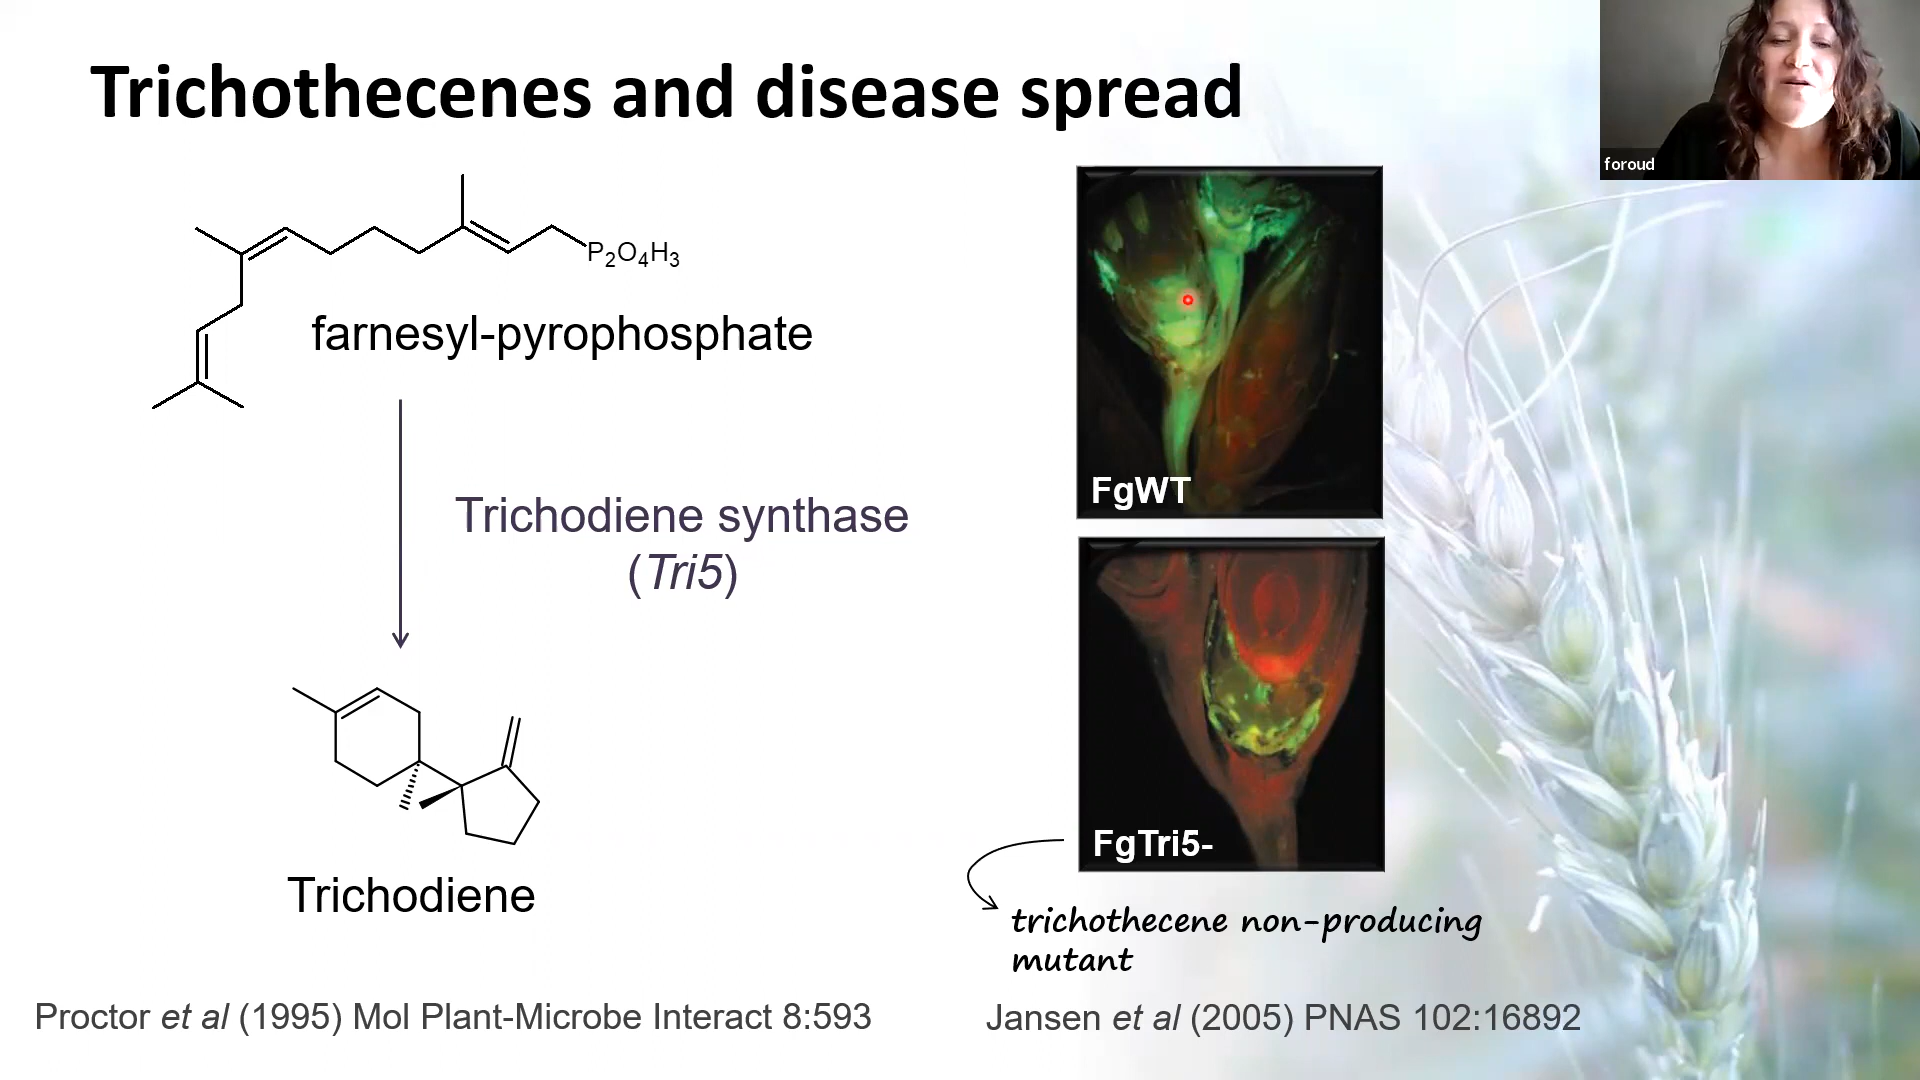 Trichothecenes and disease spread
foroud
P₂O₄H₃
farnesyl-pyrophosphate
Trichodiene synthase
(Tri5)
Trichodiene
FgWT
FgTri5-
trichothecene non-producing
mutant
Proctor et al (1995) Mol Plant-Microbe Interact 8:593
Jansen et al (2005) PNAS 102:16892